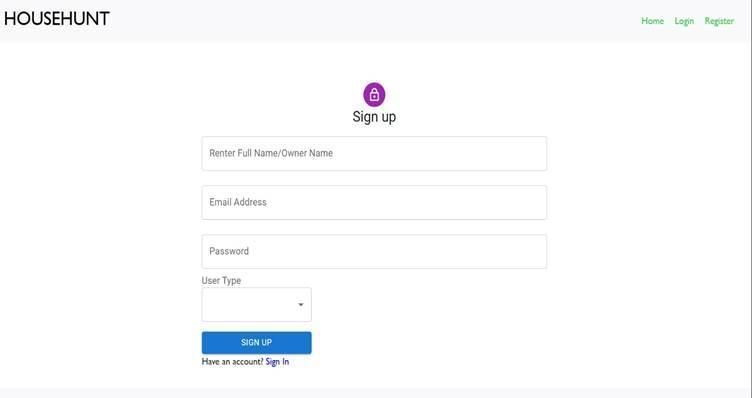 HOUSEHUNT
Home Login Register
Sign up
Renter Full Name/Owner Name
Email Address
Password
User Type
SIGN UP
Have an account? Sign In